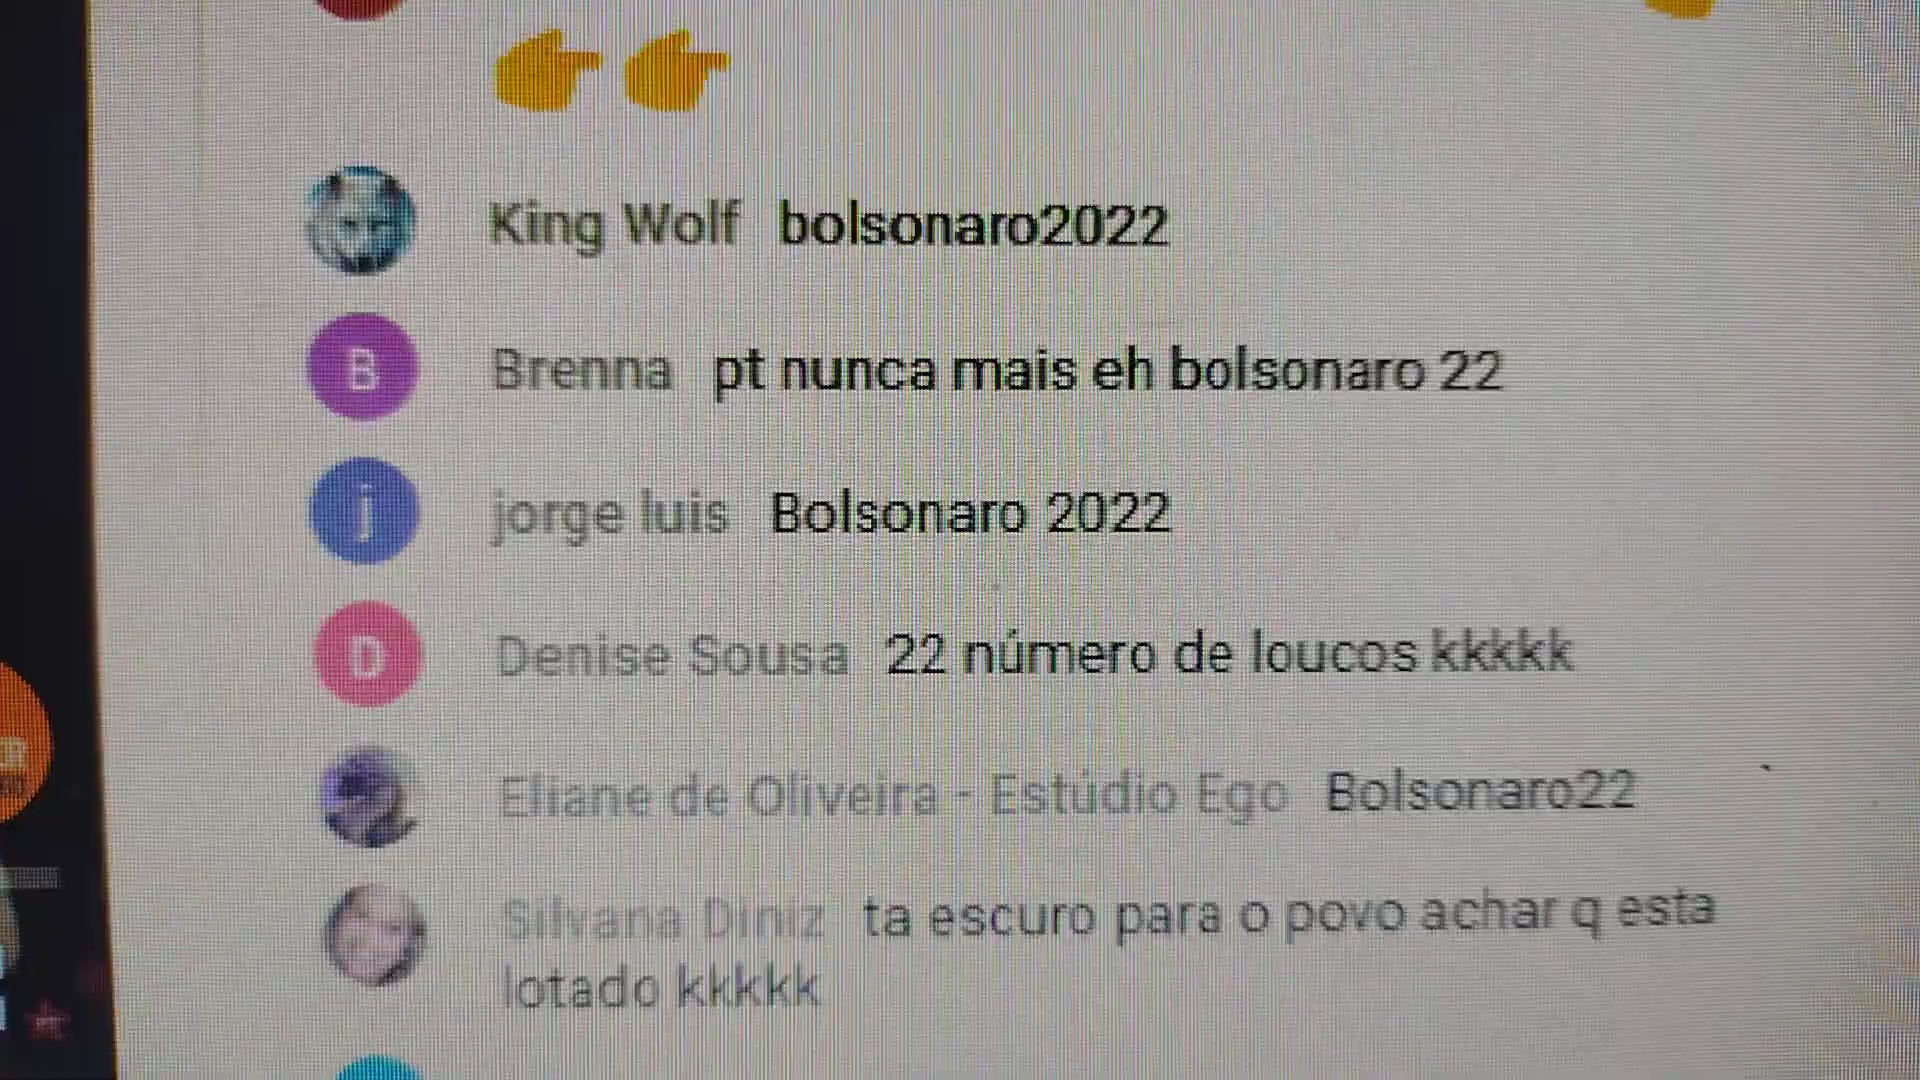 King Wolf bolsonaro2022
B Brenna pt nunca mais eh bolsonaro 22
j jorge luis Bolsonaro 2022
D Denise Sousa 22 número de loucos kkkkk
Eliane de Oliveira - Estúdio Ego Bolsonaro22
Silvana Diniz ta escuro para o povo achar q esta
lotado kkkkk